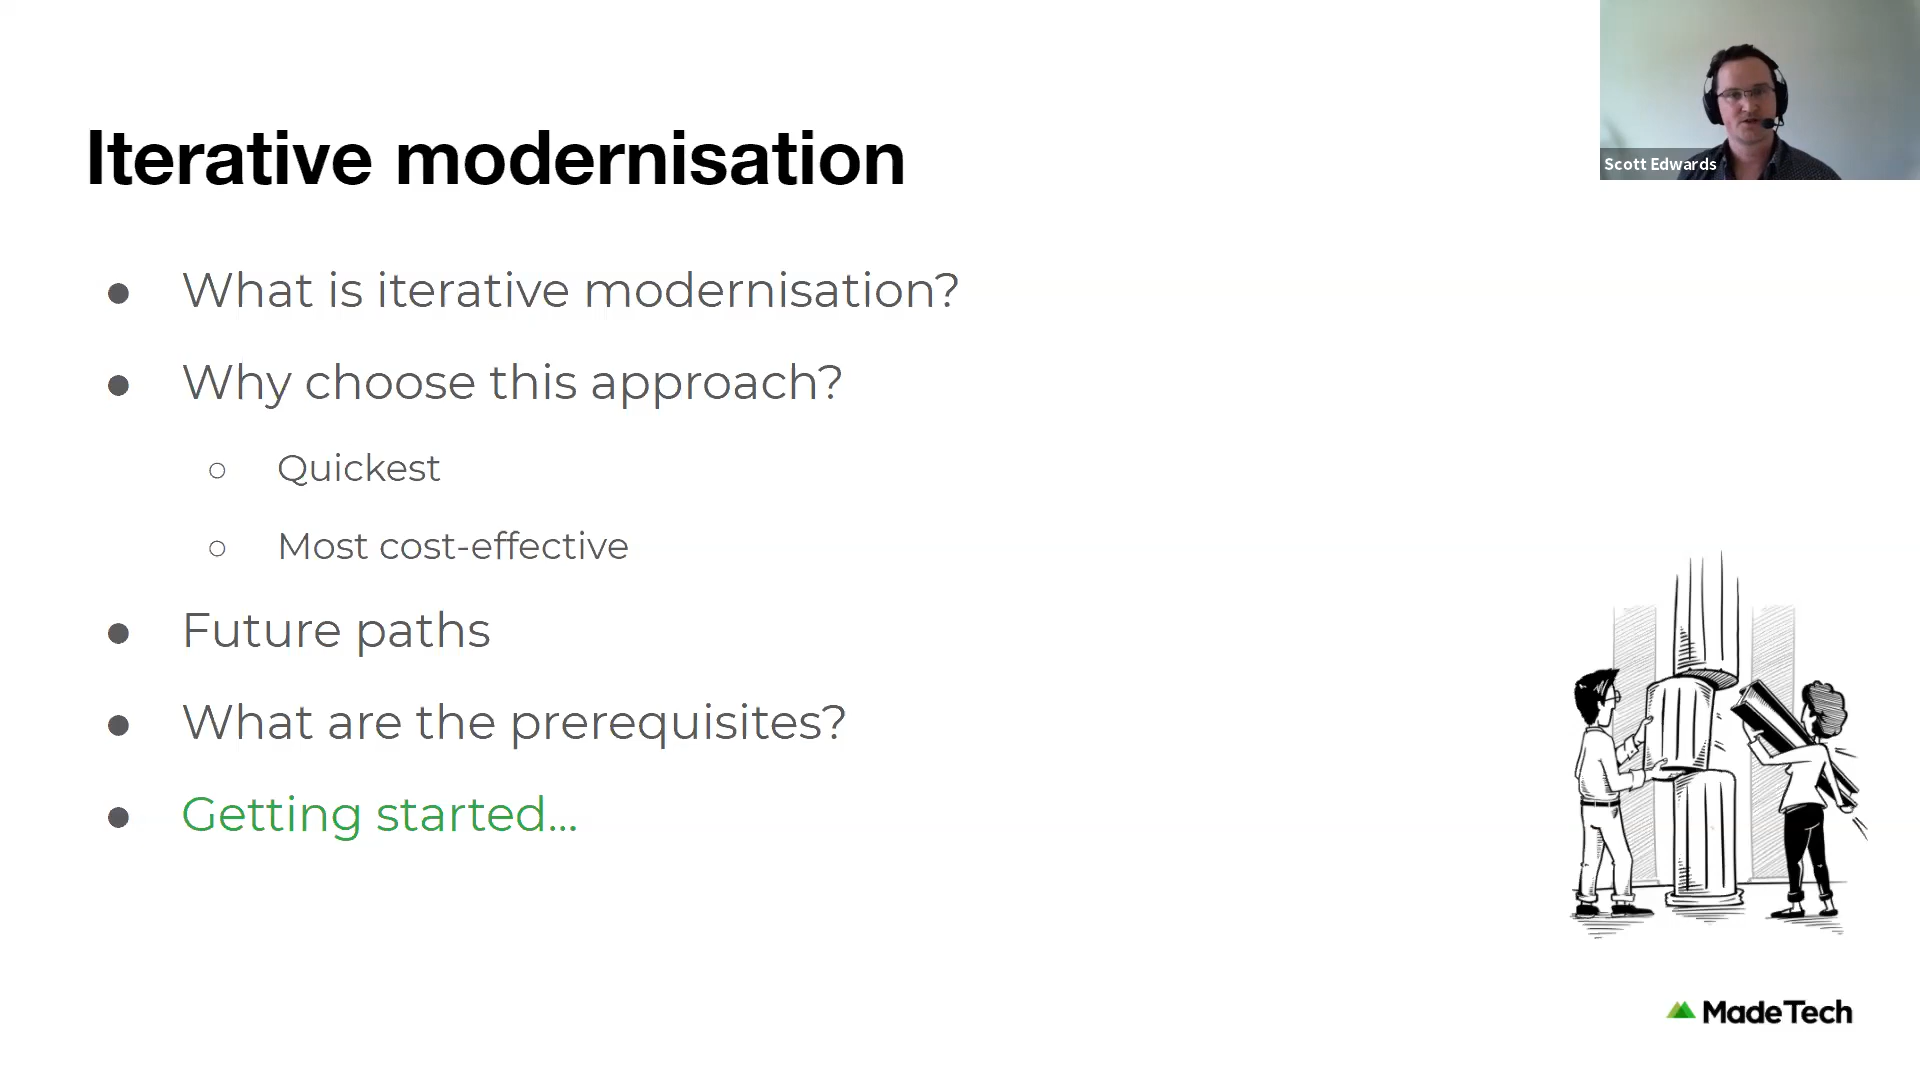 Iterative modernisation
Scott Edwards
● What is iterative modernisation?
● Why choose this approach?
○ Quickest
○ Most cost-effective
● Future paths
● What are the prerequisites?
● Getting started...
MadeTech